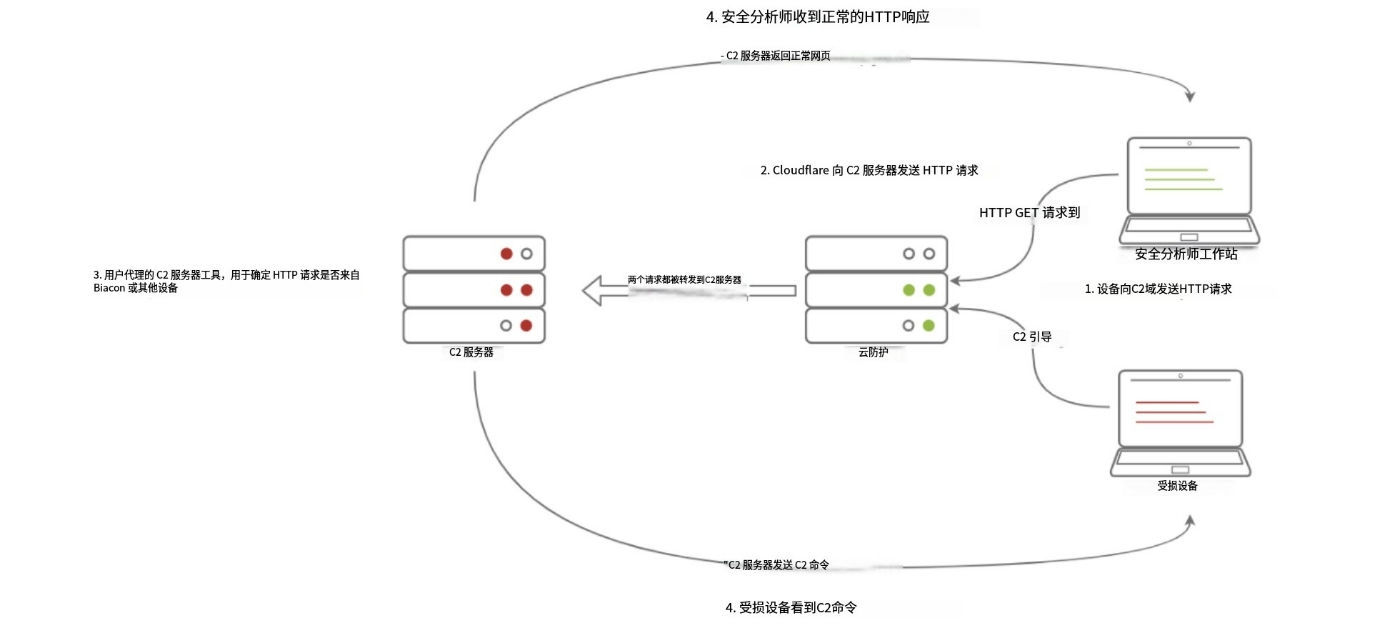 4. 安全分析师收到正常的HTTP响应
- C2 服务器返回正常网页
2. Cloudflare 向 C2 服务器发送 HTTP 请求
HTTP GET 请求到
安全分析师工作站
3. 用户代理的 C2 服务器工具，用于确定 HTTP 请求是否来自
Biacon 或其他设备
两个请求都被转发到C2服务器
1. 设备向C2域发送HTTP请求
C2 引导
C2 服务器
云防护
受损设备
"C2 服务器发送 C2 命令
4. 受损设备看到C2命令